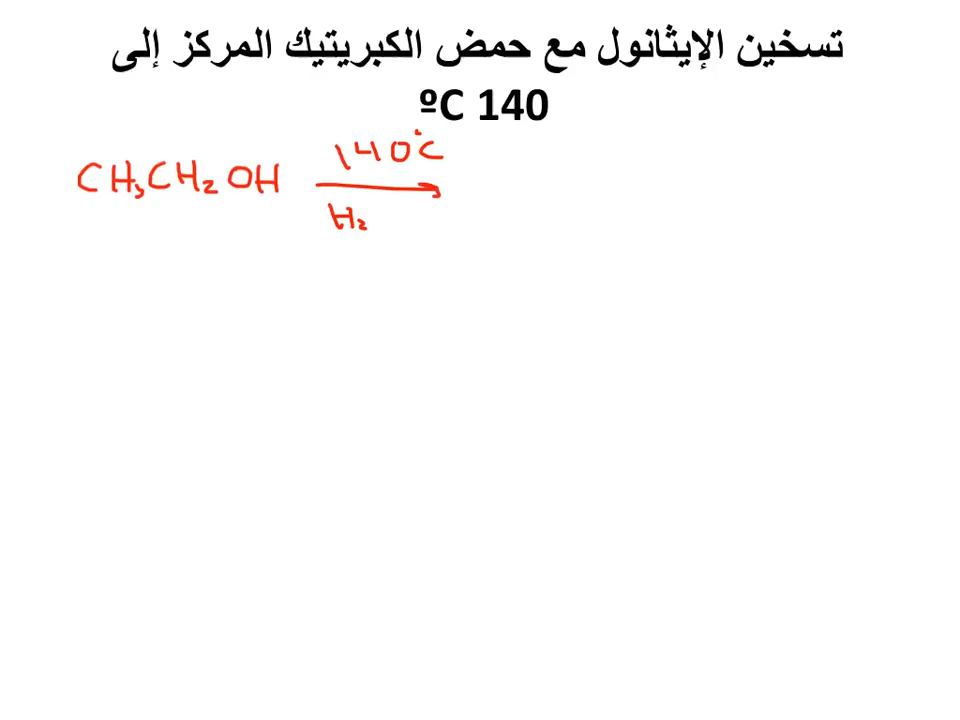 تسخين الإيثانول مع حمض الكبريتيك المركز إلى
140 ºC
140°C
CH₃CH₂OH
H₂